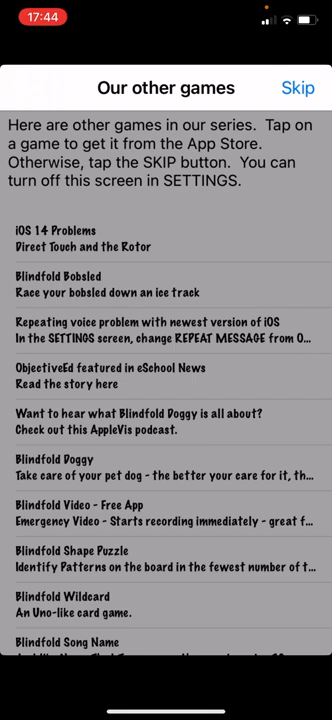 17:44
Our other games
Skip
Here are other games in our series. Tap on
a game to get it from the App Store.
Otherwise, tap the SKIP button. You can
turn off this screen in SETTINGS.
iOS 14 Problems
Direct Touch and the Rotor
Blindfold Bobsled
Race your bobsled down an ice track
Repeating voice problem with newest version of iOS
In the SETTINGS screen, change REPEAT MESSAGE from O...
ObjectiveEd featured in eSchool News
Read the story here
Want to hear what Blindfold Doggy is all about?
Check out this AppleVis podcast.
Blindfold Doggy
Take care of your pet dog - the better your care for it, th...
Blindfold Video - Free App
Emergency Video - Starts recording immediately - great f...
Blindfold Shape Puzzle
Identify Patterns on the board in the fewest number of t...
Blindfold Wildcard
An Uno-like card game.
Blindfold Song Name